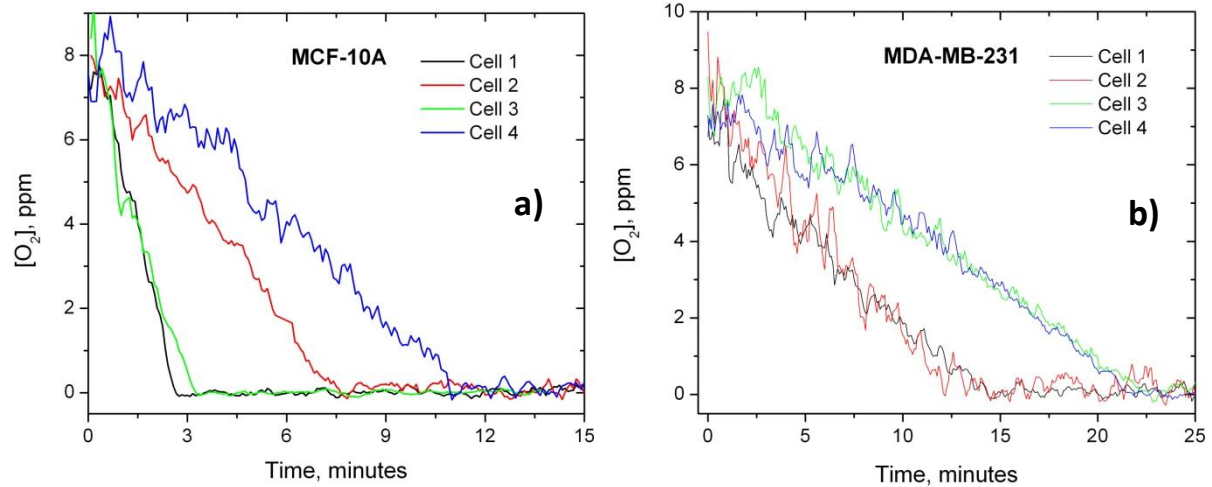 MCF-10A
Cell 1
Cell 2
Cell 3
Cell 4
a)
8
6
4
2
0
[O₂], ppm
0 3 6 9 12 15
Time, minutes
MDA-MB-231
Cell 1
Cell 2
Cell 3
Cell 4
b)
10
8
6
4
2
0
[O₂], ppm
0 5 10 15 20 25
Time, minutes